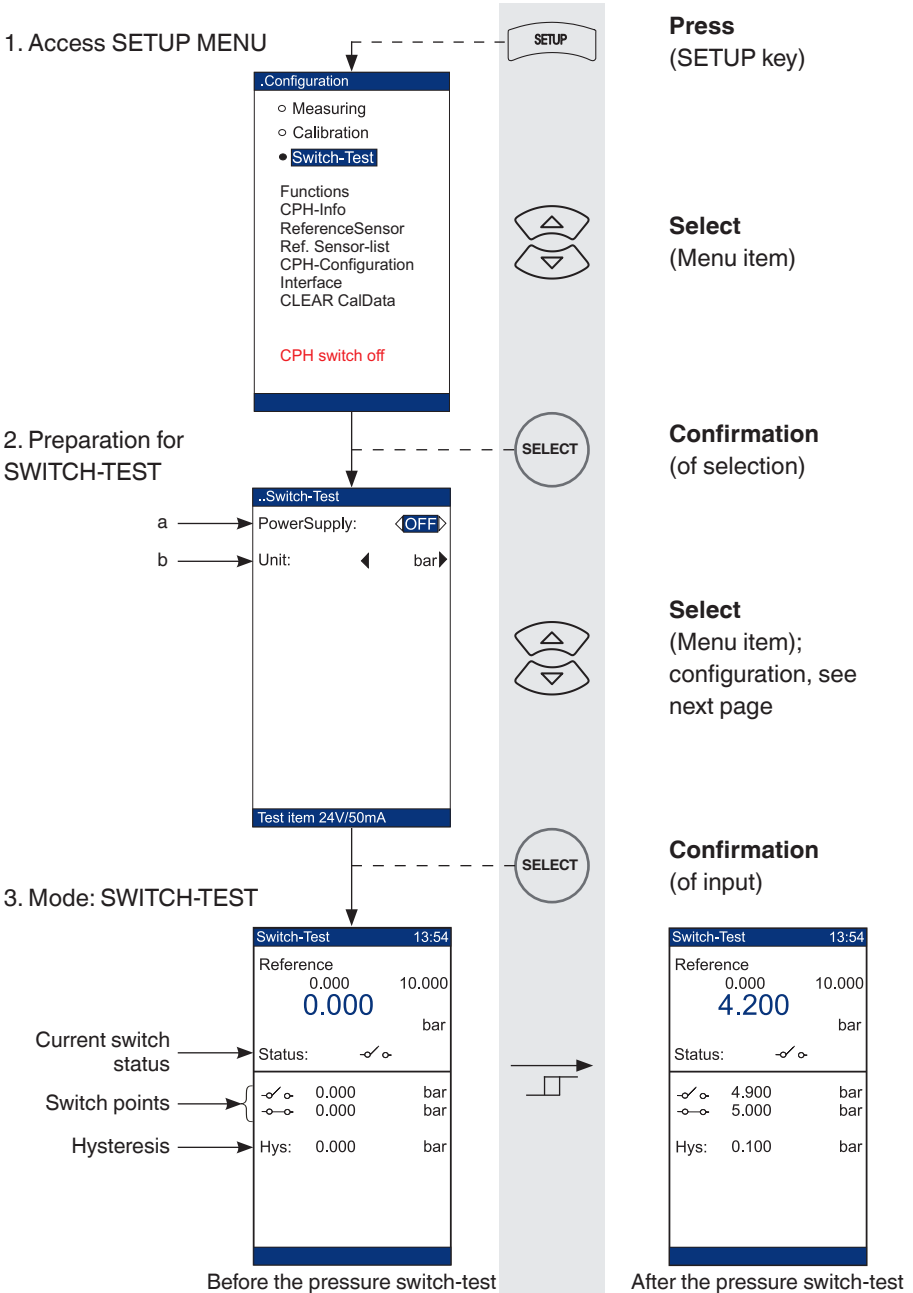 1. Access SETUP MENU
SETUP
Press
(SETUP key)
.Configuration
Measuring
Calibration
Switch-Test
Functions
CPH-Info
ReferenceSensor
Ref. Sensor-list
CPH-Configuration
Interface
CLEAR CalData
CPH switch off
Select
(Menu item)
2. Preparation for
SWITCH-TEST
SELECT
Confirmation
(of selection)
..Switch-Test
a
PowerSupply: OFF
b
Unit: bar
Test item 24V/50mA
Select
(Menu item);
configuration, see
next page
SELECT
Confirmation
(of input)
3. Mode: SWITCH-TEST
Switch-Test 13:54
Reference
0.000 10.000
0.000
bar
Current switch
status
Status:
Switch points
0.000 bar
0.000 bar
Hysteresis
Hys: 0.000 bar
Before the pressure switch-test
Switch-Test 13:54
Reference
0.000 10.000
4.200
bar
Status:
4.900 bar
5.000 bar
Hys: 0.100 bar
After the pressure switch-test